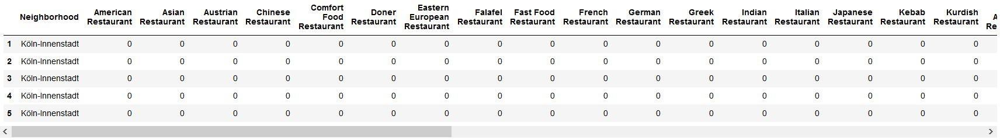 Neighborhood American Restaurant Asian Restaurant Austrian Restaurant Chinese Restaurant Comfort Food Restaurant Doner Restaurant Eastern European Restaurant Falafel Restaurant Fast Food Restaurant French Restaurant German Restaurant Greek Restaurant Indian Restaurant Italian Restaurant Japanese Restaurant Kebab Restaurant Kurdish Restaurant
1 Köln-Innenstadt 0 0 0 0 0 0 0 0 0 0 0 0 0 0 0 0 0
2 Köln-Innenstadt 0 0 0 0 0 0 0 0 0 0 0 0 0 0 0 0 0
3 Köln-Innenstadt 0 0 0 0 0 0 0 0 0 0 0 0 0 0 0 0 0
4 Köln-Innenstadt 0 0 0 0 0 0 0 0 0 0 0 0 0 0 0 0 0
5 Köln-Innenstadt 0 0 0 0 0 0 0 0 0 0 0 0 0 0 0 0 0